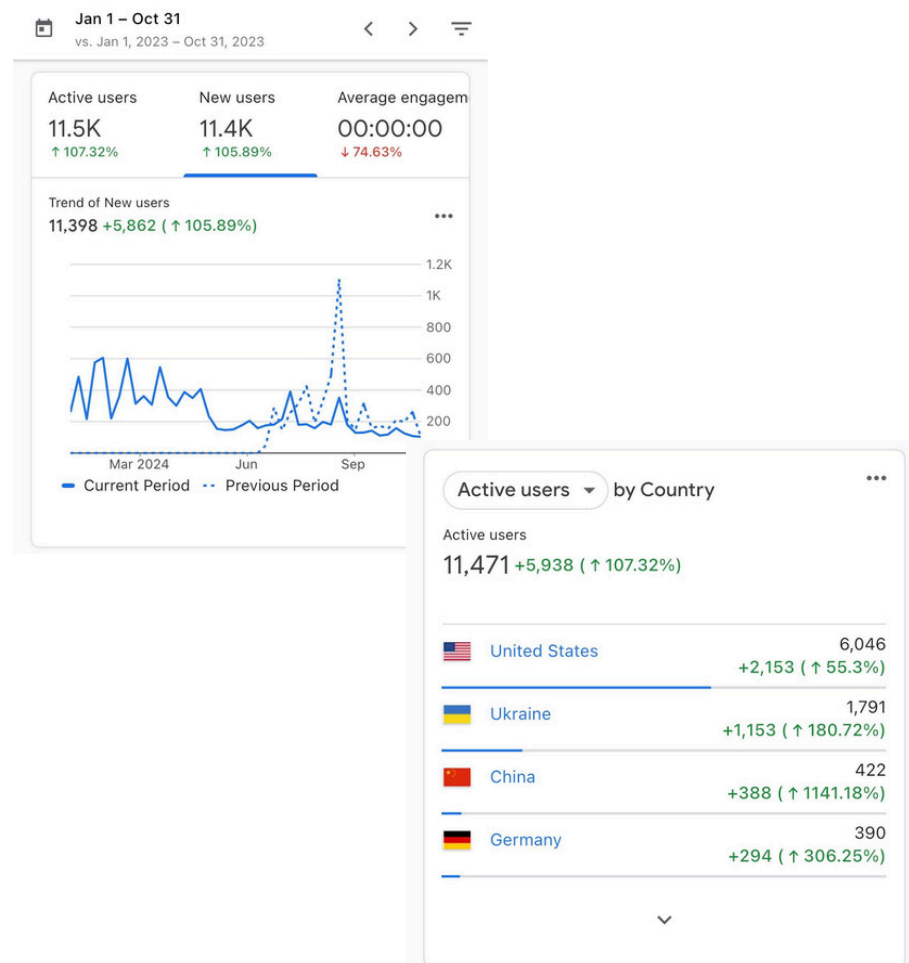 Jan 1 – Oct 31
vs. Jan 1, 2023 – Oct 31, 2023
Active users New users Average engagem
11.5K 11.4K 00:00:00
↑ 107.32% ↑ 105.89% ↓ 74.63%
Trend of New users
11,398 +5,862 (↑ 105.89%)
1.2K
1K
800
600
400
200
Mar 2024 Jun Sep
Current Period Previous Period
Active users by Country
Active users
11,471 +5,938 (↑ 107.32%)
United States 6,046
+2,153 (↑ 55.3%)
Ukraine 1,791
+1,153 (↑ 180.72%)
China 422
+388 (↑ 1141.18%)
Germany 390
+294 (↑ 306.25%)